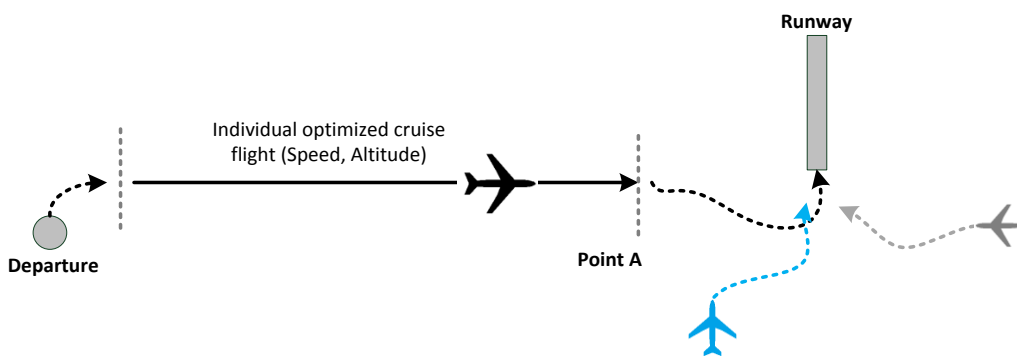 Runway
Individual optimized cruise
flight (Speed, Altitude)
Departure
Point A